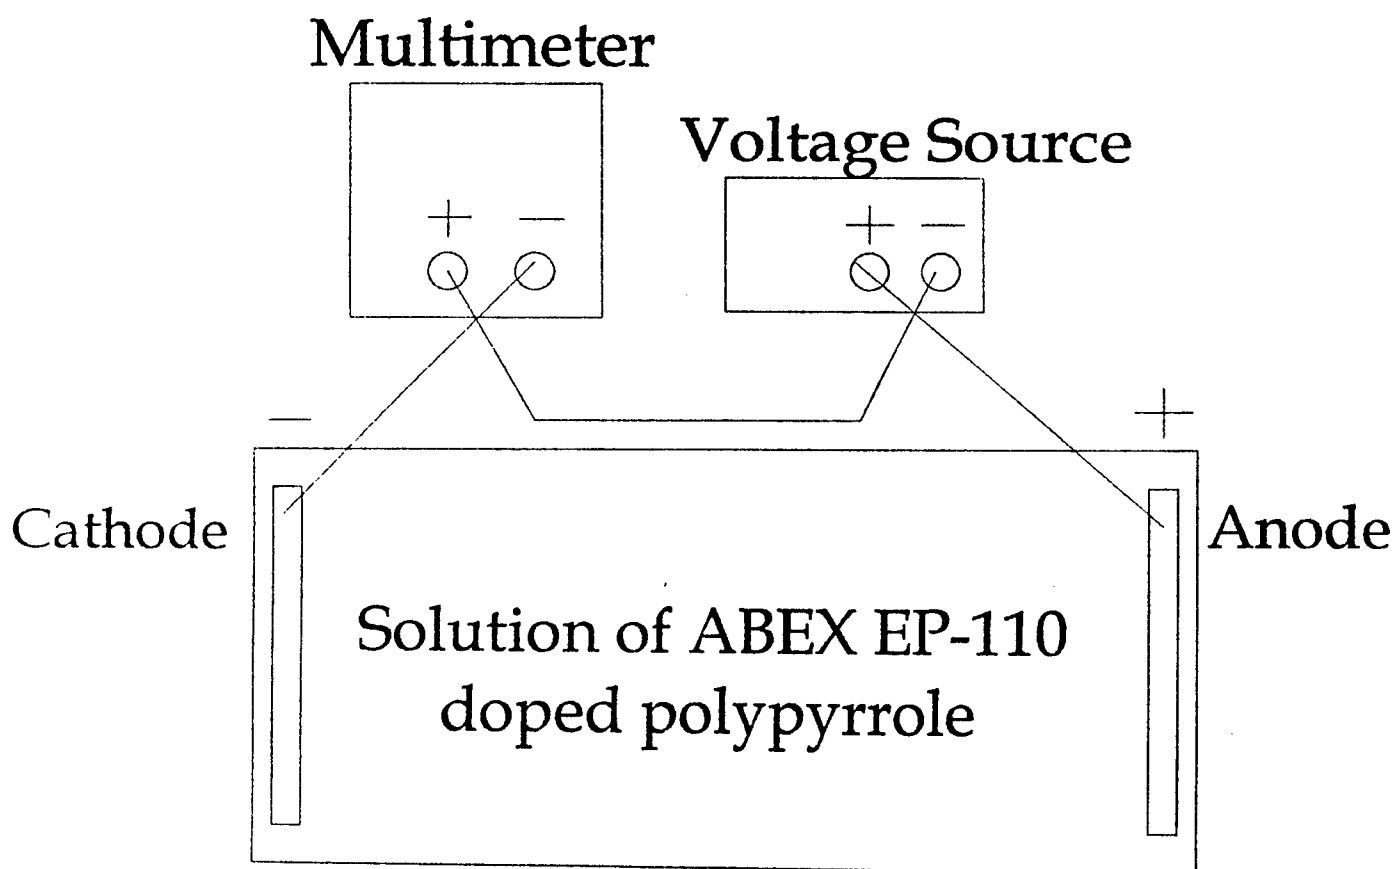 Multimeter
Voltage Source
+ —
+ —
— +
Cathode
Anode
Solution of ABEX EP-110
doped polypyrrole